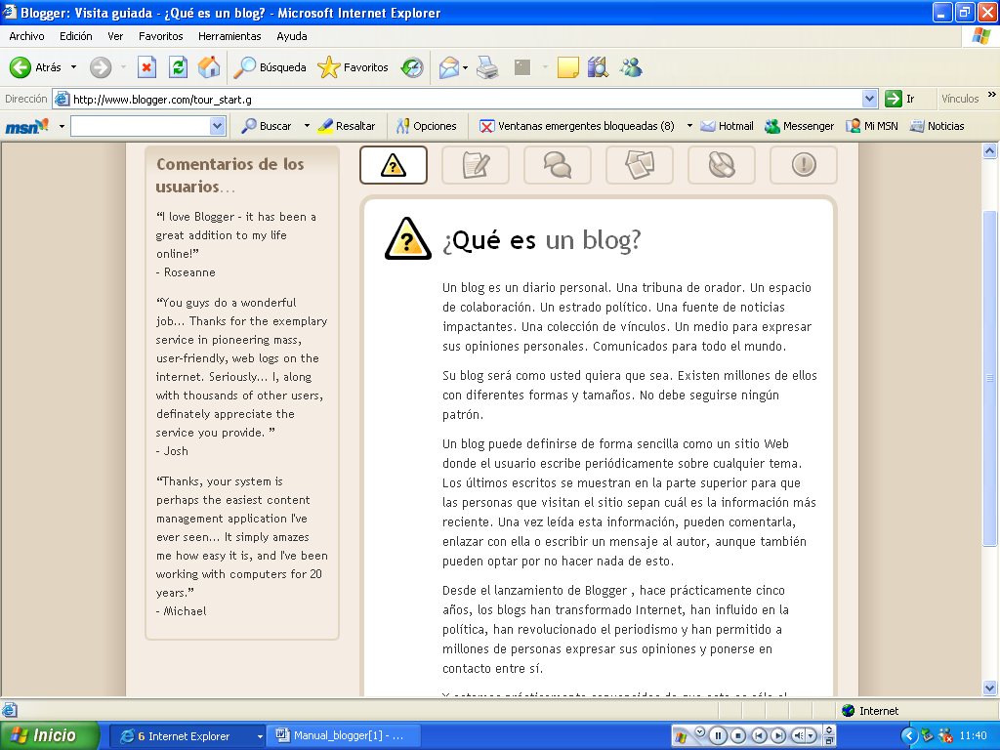 Blogger: Visita guiada - ¿Qué es un blog? - Microsoft Internet Explorer
Archivo Edición Ver Favoritos Herramientas Ayuda
Atrás Búsqueda Favoritos
Dirección http://www.blogger.com/tour_start.g Ir Vínculos »
msn Buscar Resaltar Opciones Ventanas emergentes bloqueadas (8) Hotmail Messenger Mi MSN Noticias
Comentarios de los
usuarios...
“I love Blogger - it has been a
great addition to my life
online!”
- Roseanne
“You guys do a wonderful
job... Thanks for the exemplary
service in pioneering mass,
user-friendly, web logs on the
internet. Seriously... I, along
with thousands of other users,
definately appreciate the
service you provide. ”
- Josh
“Thanks, your system is
perhaps the easiest content
management application I've
ever seen... It simply amazes
me how easy it is, and I've been
working with computers for 20
years.”
- Michael
¿Qué es un blog?
Un blog es un diario personal. Una tribuna de orador. Un espacio
de colaboración. Un estrado político. Una fuente de noticias
impactantes. Una colección de vínculos. Un medio para expresar
sus opiniones personales. Comunicados para todo el mundo.
Su blog será como usted quiera que sea. Existen millones de ellos
con diferentes formas y tamaños. No debe seguirse ningún
patrón.
Un blog puede definirse de forma sencilla como un sitio Web
donde el usuario escribe periódicamente sobre cualquier tema.
Los últimos escritos se muestran en la parte superior para que
las personas que visitan el sitio sepan cuál es la información más
reciente. Una vez leída esta información, pueden comentarla,
enlazar con ella o escribir un mensaje al autor, aunque también
pueden optar por no hacer nada de esto.
Desde el lanzamiento de Blogger , hace prácticamente cinco
años, los blogs han transformado Internet, han influido en la
política, han revolucionado el periodismo y han permitido a
millones de personas expresar sus opiniones y ponerse en
contacto entre sí.
Internet
Inicio 6 Internet Explorer Manual_blogger[1] - ... 11:40